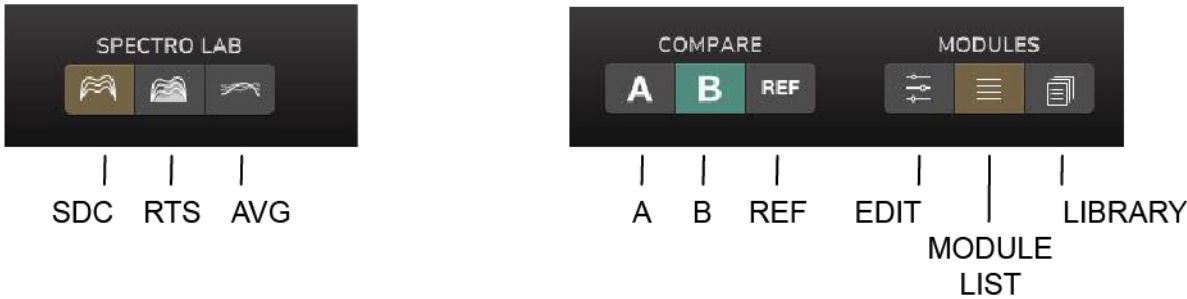 SPECTRO LAB
COMPARE
MODULES
A
B
REF
SDC
RTS
AVG
A
B
REF
EDIT
MODULE
LIST
LIBRARY